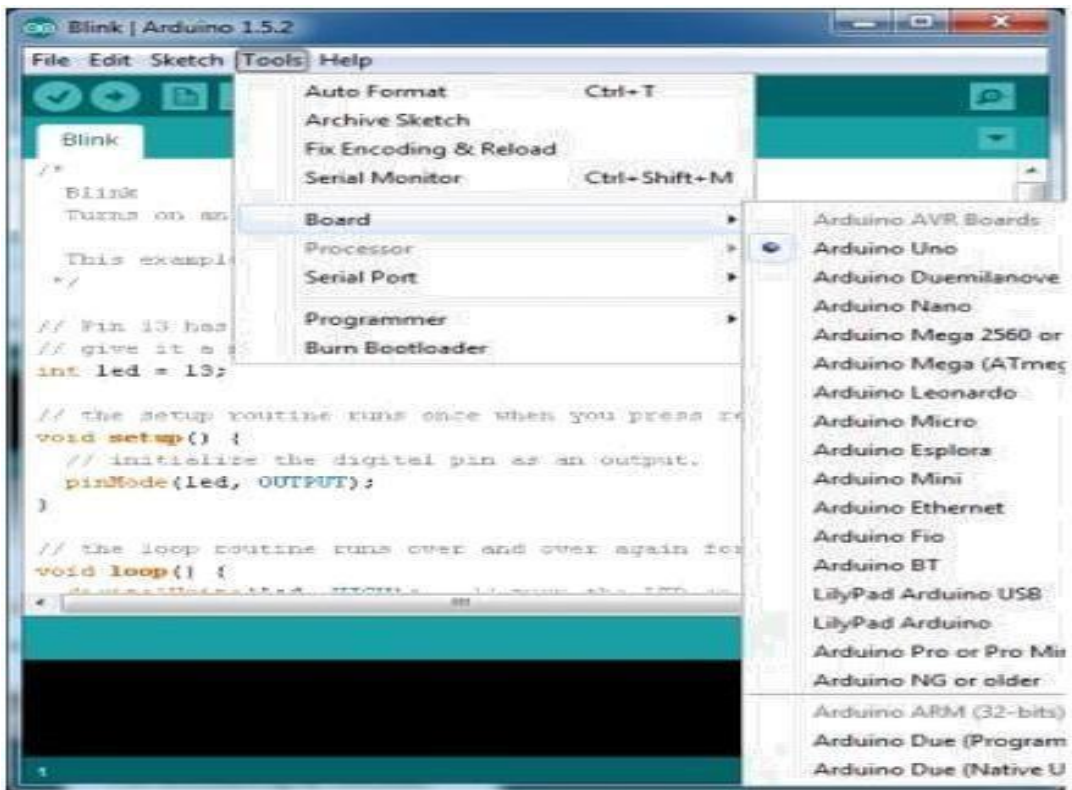 Blink | Arduino 1.5.2
File Edit Sketch Tools Help
Auto Format Ctrl+T
Archive Sketch
Fix Encoding & Reload
Serial Monitor Ctrl+Shift+M
Board
Processor
Serial Port
Programmer
Burn Bootloader
Arduino AVR Boards
Arduino Uno
Arduino Duemilanove
Arduino Nano
Arduino Mega 2560 or
Arduino Mega (ATmeg
Arduino Leonardo
Arduino Micro
Arduino Esplora
Arduino Mini
Arduino Ethernet
Arduino Fio
Arduino BT
LilyPad Arduino USB
LilyPad Arduino
Arduino Pro or Pro Min
Arduino NG or older
Arduino ARM (32-bits)
Arduino Due (Program
Arduino Due (Native U
Blink
/*
Blink
Turns on an
This exampl
*/
// Pin 13 has
// give it a
int led = 13;
// the setup routine runs once when you press re
void setup() {
// initialize the digital pin as an output.
pinMode(led, OUTPUT);
}
// the loop routine runs over and over again for
void loop() {
1